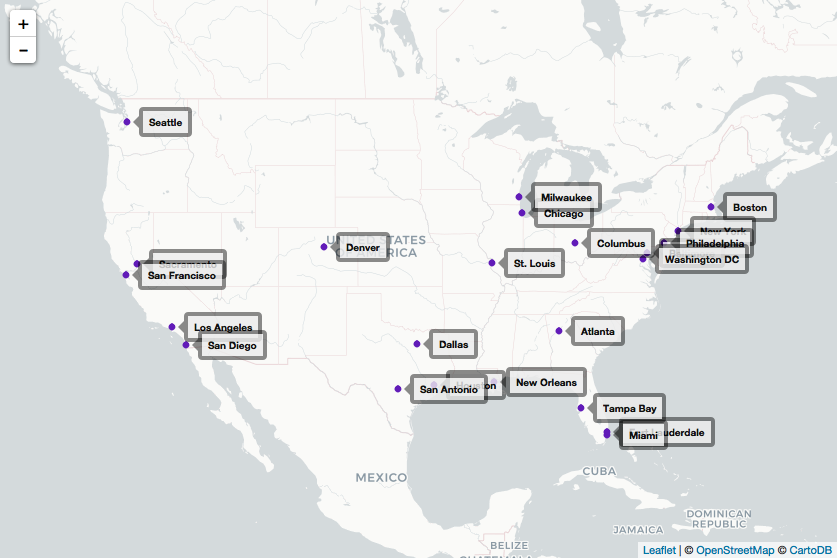 +
−
Seattle
Milwaukee
Chicago
Boston
New York
Philadelphia
Columbus
Washington DC
UNITED STATES
OF AMERICA
Denver
St. Louis
Sacramento
San Francisco
Los Angeles
San Diego
Atlanta
Dallas
Houston
San Antonio
New Orleans
Tampa Bay
Fort Lauderdale
Miami
MEXICO
CUBA
DOMINICAN
REPUBLIC
JAMAICA
BELIZE
GUATEMALA
Leaflet | © OpenStreetMap © CartoDB